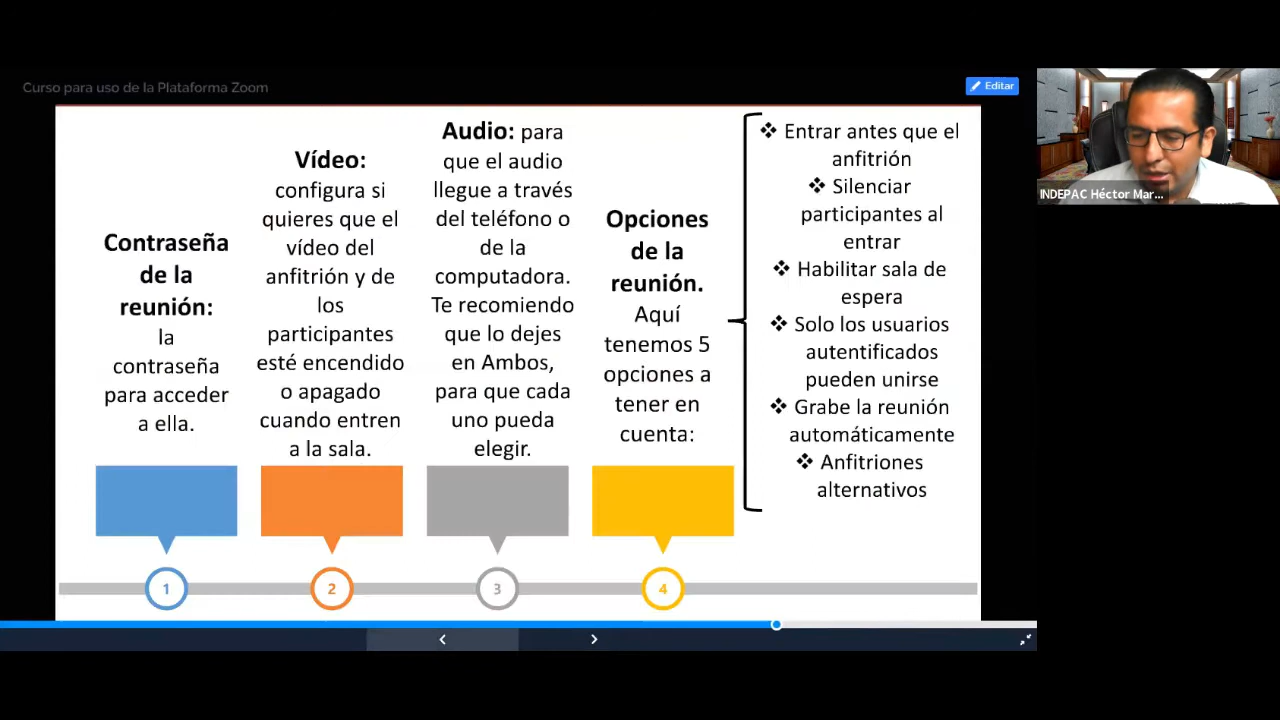 Curso para uso de la Plataforma Zoom
Editar
INDEPAC Héctor Mar...
Contraseña
de la
reunión:
la
contraseña
para acceder
a ella.
Vídeo:
configura si
quieres que el
vídeo del
anfitrión y de
los
participantes
esté encendido
o apagado
cuando entren
a la sala.
Audio: para
que el audio
llegue a través
del teléfono o
de la
computadora.
Te recomiendo
que lo dejes
en Ambos,
para que cada
uno pueda
elegir.
Opciones
de la
reunión.
Aquí
tenemos 5
opciones a
tener en
cuenta:
❖ Entrar antes que el
anfitrión
❖ Silenciar
participantes al
entrar
❖ Habilitar sala de
espera
❖ Solo los usuarios
autentificados
pueden unirse
❖ Grabe la reunión
automáticamente
❖ Anfitriones
alternativos
1
2
3
4